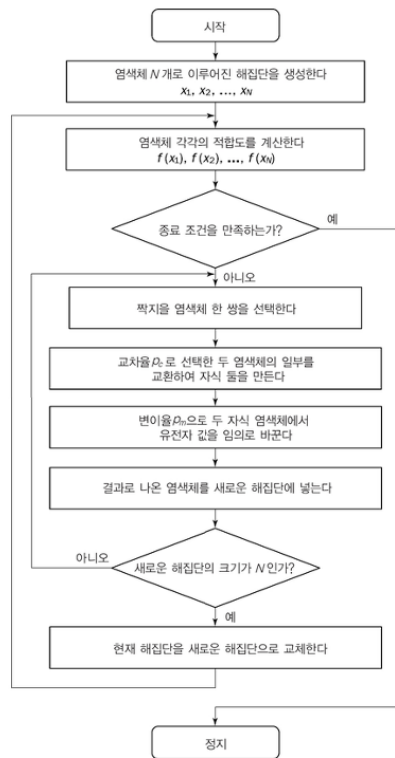 시작
염색체 N 개로 이루어진 해집단을 생성한다
x₁, x₂, ..., xN
염색체 각각의 적합도를 계산한다
f (x₁), f (x₂), ..., f (xN)
종료 조건을 만족하는가?
예
아니오
짝지을 염색체 한 쌍을 선택한다
교차율 pc로 선택한 두 염색체의 일부를
교환하여 자식 둘을 만든다
변이율 pm으로 두 자식 염색체에서
유전자 값을 임의로 바꾼다
결과로 나온 염색체를 새로운 해집단에 넣는다
아니오
새로운 해집단의 크기가 N 인가?
예
현재 해집단을 새로운 해집단으로 교체한다
정지